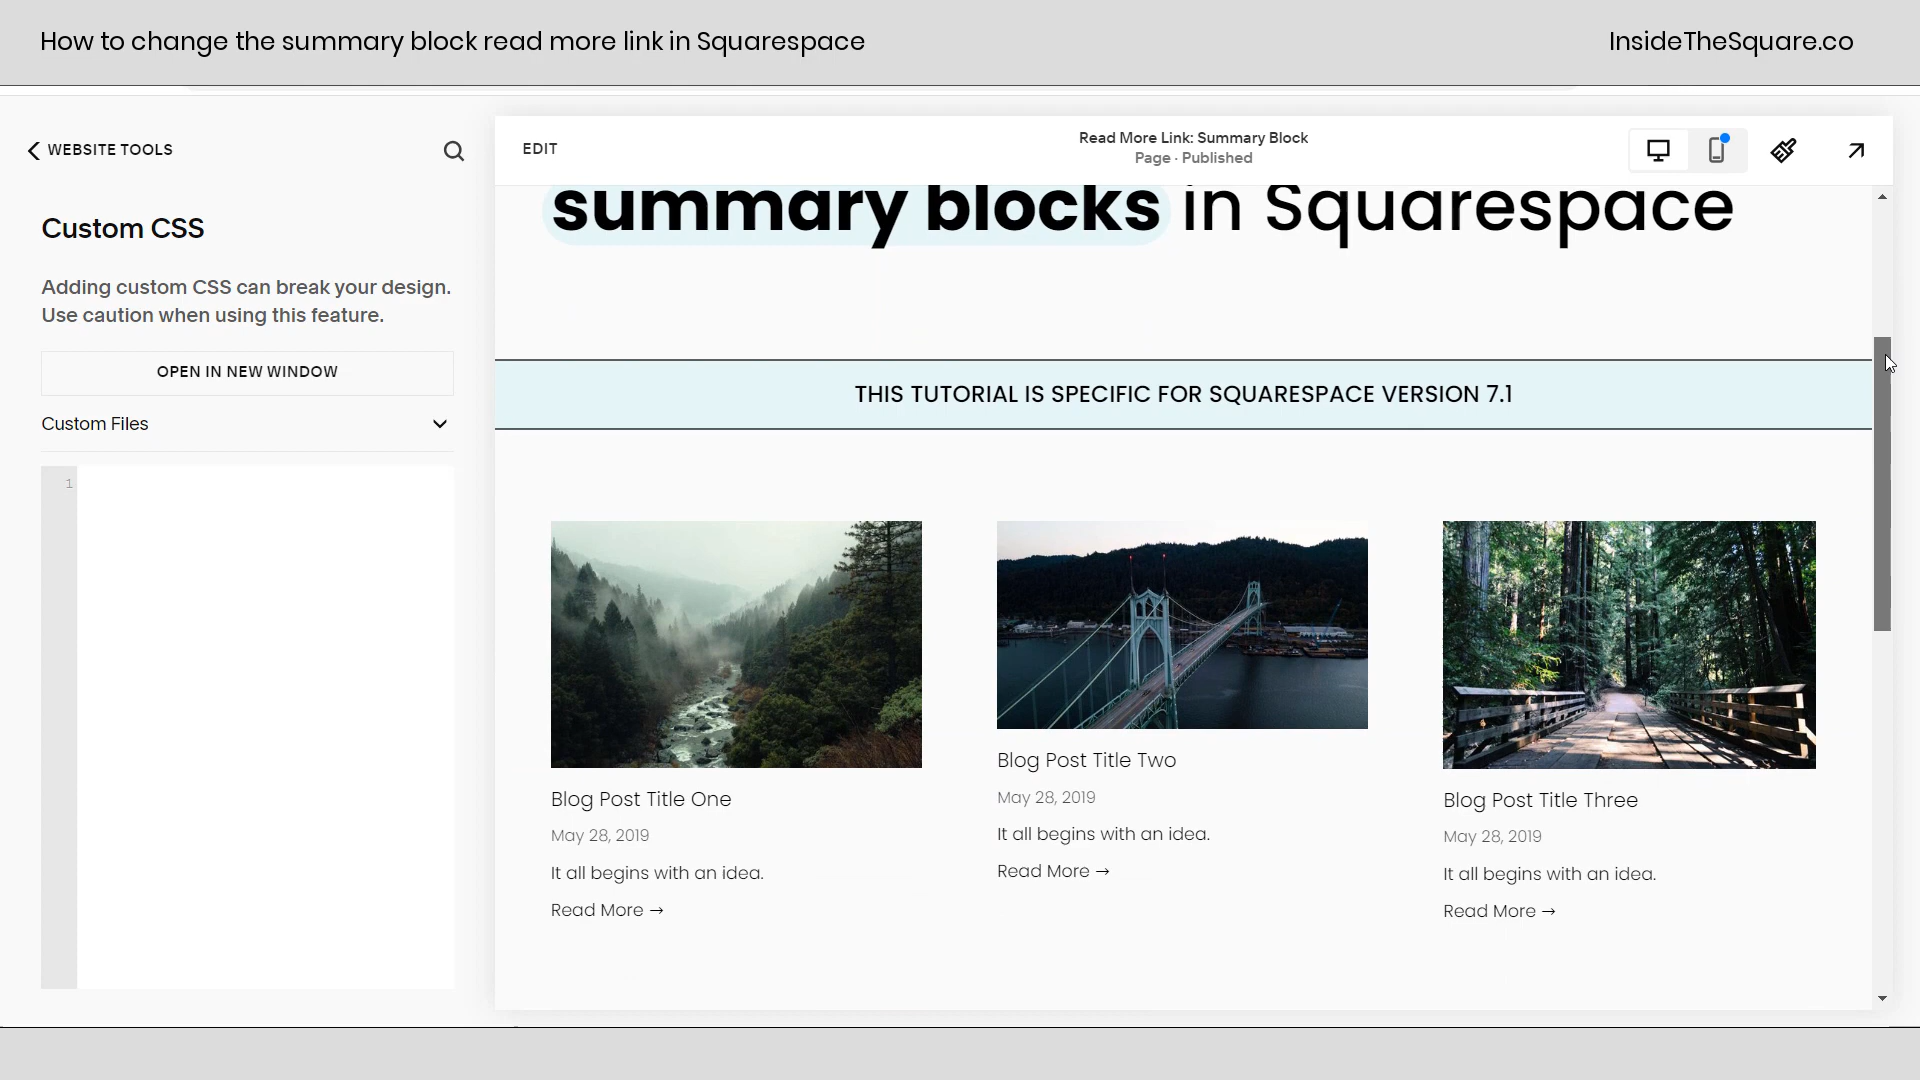 How to change the summary block read more link in Squarespace
InsideTheSquare.co
WEBSITE TOOLS
Custom CSS
Adding custom CSS can break your design.
Use caution when using this feature.
OPEN IN NEW WINDOW
Custom Files
1
EDIT
Read More Link: Summary Block
Page · Published
summary blocks in Squarespace
THIS TUTORIAL IS SPECIFIC FOR SQUARESPACE VERSION 7.1
Blog Post Title One
May 28, 2019
It all begins with an idea.
Read More →
Blog Post Title Two
May 28, 2019
It all begins with an idea.
Read More →
Blog Post Title Three
May 28, 2019
It all begins with an idea.
Read More →